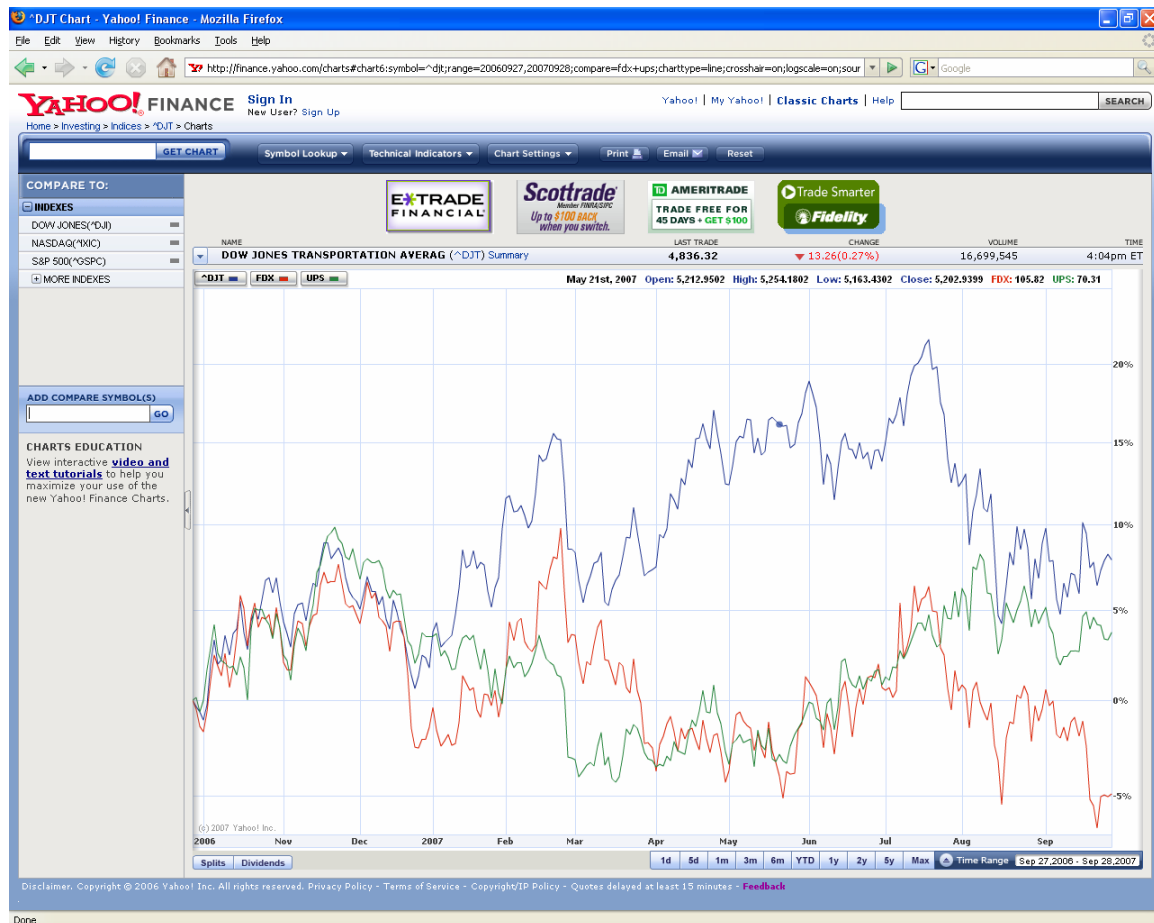 ^DJT Chart - Yahoo! Finance - Mozilla Firefox
File Edit View History Bookmarks Tools Help
http://finance.yahoo.com/charts#chart6:symbol=^djt;range=20060927,20070928;compare=fdx+ups;charttype=line;crosshair=on;logscale=on;sour
G Google
YAHOO! FINANCE Sign In
New User? Sign Up
Yahoo! | My Yahoo! | Classic Charts | Help SEARCH
Home > Investing > Indices > ^DJT > Charts
GET CHART Symbol Lookup Technical Indicators Chart Settings Print Email Reset
COMPARE TO:
INDEXES
DOW JONES(^DJI)
NASDAQ(^IXIC)
S&P 500(^GSPC)
MORE INDEXES
ADD COMPARE SYMBOL(S)
GO
CHARTS EDUCATION
View interactive video and
text tutorials to help you
maximize your use of the
new Yahoo! Finance Charts.
E*TRADE
FINANCIAL
Scottrade
Member FINRA/SIPC
Up to $100 BACK
when you switch.
TD AMERITRADE
TRADE FREE FOR
45 DAYS + GET $100
Trade Smarter
Fidelity
NAME LAST TRADE CHANGE VOLUME TIME
DOW JONES TRANSPORTATION AVERAG (^DJT) Summary 4,836.32 13.26(0.27%) 16,699,545 4:04pm ET
^DJT FDX UPS May 21st, 2007 Open: 5,212.9502 High: 5,254.1802 Low: 5,163.4302 Close: 5,202.9399 FDX: 105.82 UPS: 70.31
20%
15%
10%
5%
0%
-5%
(c) 2007 Yahoo! Inc.
2006 Nov Dec 2007 Feb Mar Apr May Jun Jul Aug Sep
Splits Dividends 1d 5d 1m 3m 6m YTD 1y 2y 5y Max Time Range Sep 27,2006 - Sep 28,2007
Disclaimer. Copyright © 2006 Yahoo! Inc. All rights reserved. Privacy Policy - Terms of Service - Copyright/IP Policy - Quotes delayed at least 15 minutes - Feedback
Done